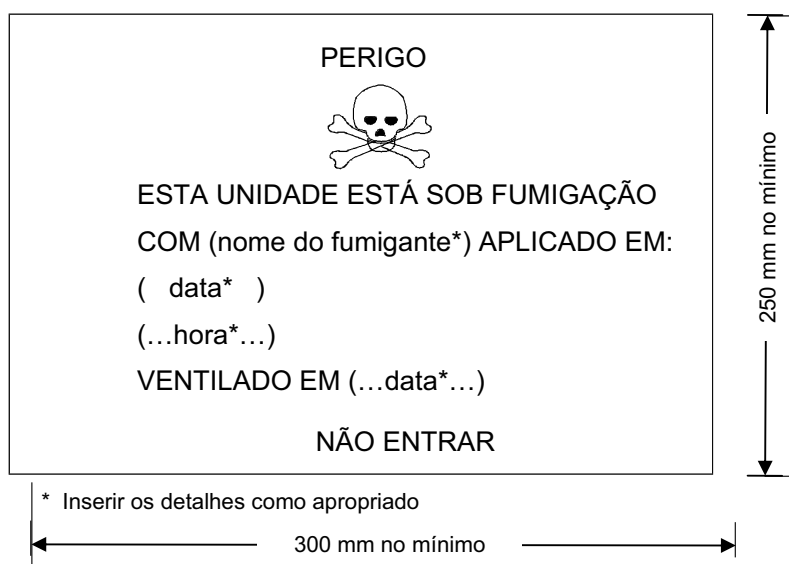 PERIGO
ESTA UNIDADE ESTÁ SOB FUMIGAÇÃO
COM (nome do fumigante*) APLICADO EM:
( data* )
(…hora*…)
VENTILADO EM (…data*…)
NÃO ENTRAR
250 mm no mínimo
* Inserir os detalhes como apropriado
300 mm no mínimo